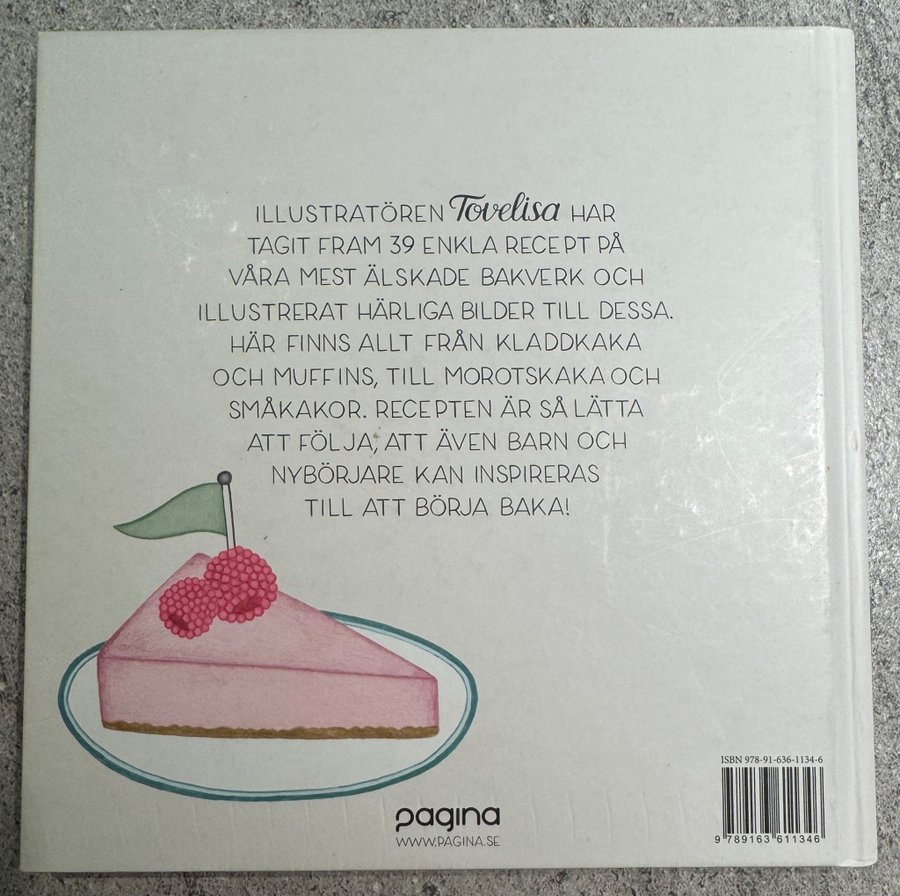 ILLUSTRATÖREN Tovelisa HAR
TAGIT FRAM 39 ENKLA RECEPT PÅ
VÅRA MEST ÄLSKADE BAKVERK OCH
ILLUSTRERAT HÄRLIGA BILDER TILL DESSA.
HÄR FINNS ALLT FRÅN KLADDKAKA
OCH MUFFINS, TILL MOROTSKAKA OCH
SMÅKAKOR. RECEPTEN ÄR SÅ LÄTTA
ATT FÖLJA, ATT ÄVEN BARN OCH
NYBÖRJARE KAN INSPIRERAS
TILL ATT BÖRJA BAKA!
ISBN 978-91-636-1134-6
9 789163 611346
pagina
WWW.PAGINA.SE